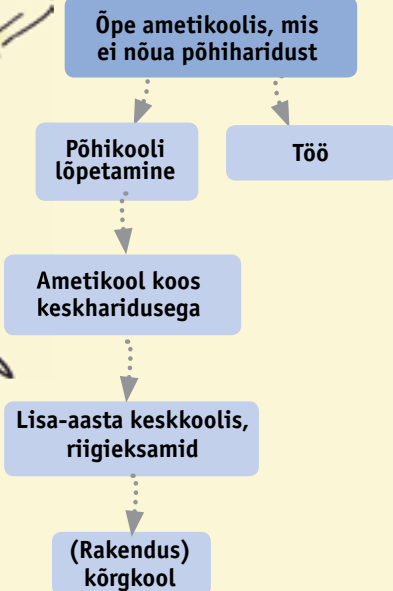 Õpe ametikoolis, mis
ei nõua põhiharidust
Põhikooli
lõpetamine
Töö
Ametikool koos
keskharidusega
Lisa-aasta keskkoolis,
riigieksamid
(Rakendus)
kõrgkool